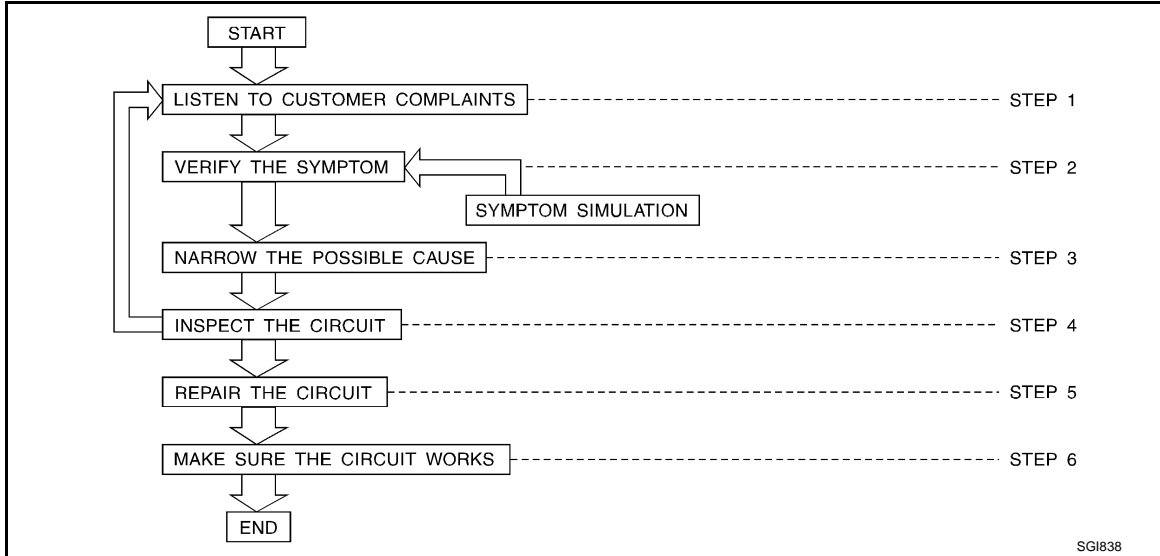 START
LISTEN TO CUSTOMER COMPLAINTS STEP 1
VERIFY THE SYMPTOM STEP 2
SYMPTOM SIMULATION
NARROW THE POSSIBLE CAUSE STEP 3
INSPECT THE CIRCUIT STEP 4
REPAIR THE CIRCUIT STEP 5
MAKE SURE THE CIRCUIT WORKS STEP 6
END
SGI838